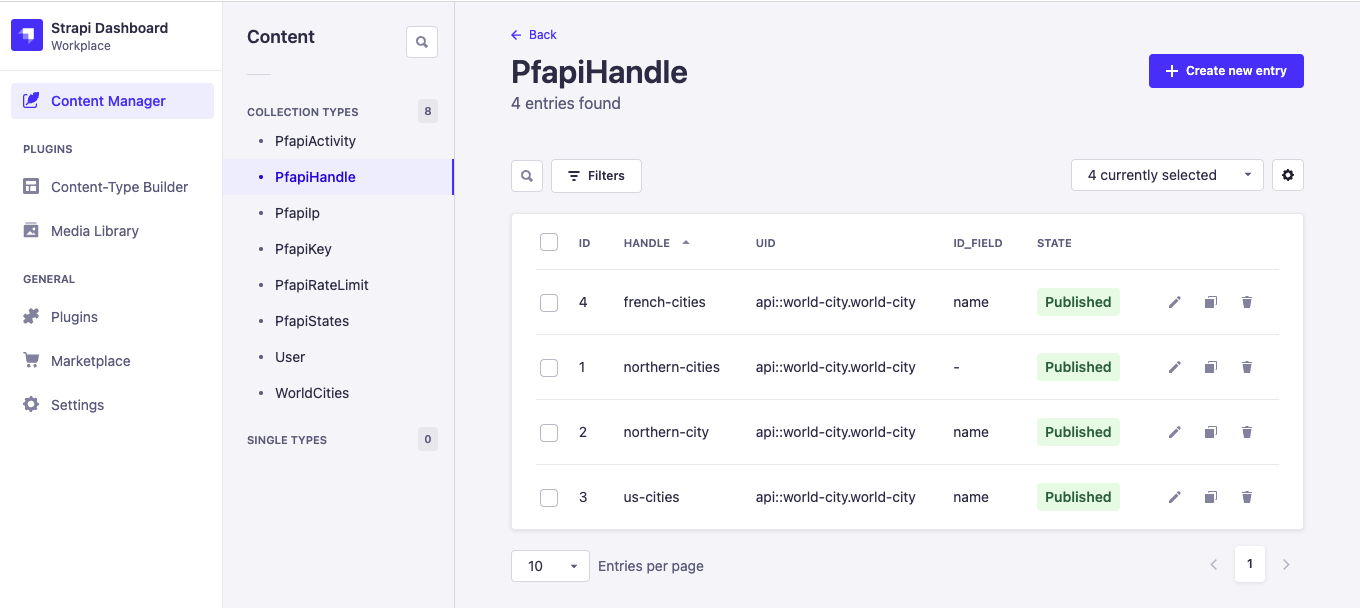 Strapi Dashboard
Workplace
Content Manager
PLUGINS
Content-Type Builder
Media Library
GENERAL
Plugins
Marketplace
Settings
Content
COLLECTION TYPES 8
PfapiActivity
PfapiHandle
PfapiIp
PfapiKey
PfapiRateLimit
PfapiStates
User
WorldCities
SINGLE TYPES 0
Back
PfapiHandle
4 entries found
Create new entry
Filters
4 currently selected
ID HANDLE UID ID_FIELD STATE
4 french-cities api::world-city.world-city name Published
1 northern-cities api::world-city.world-city - Published
2 northern-city api::world-city.world-city name Published
3 us-cities api::world-city.world-city name Published
10 Entries per page
1